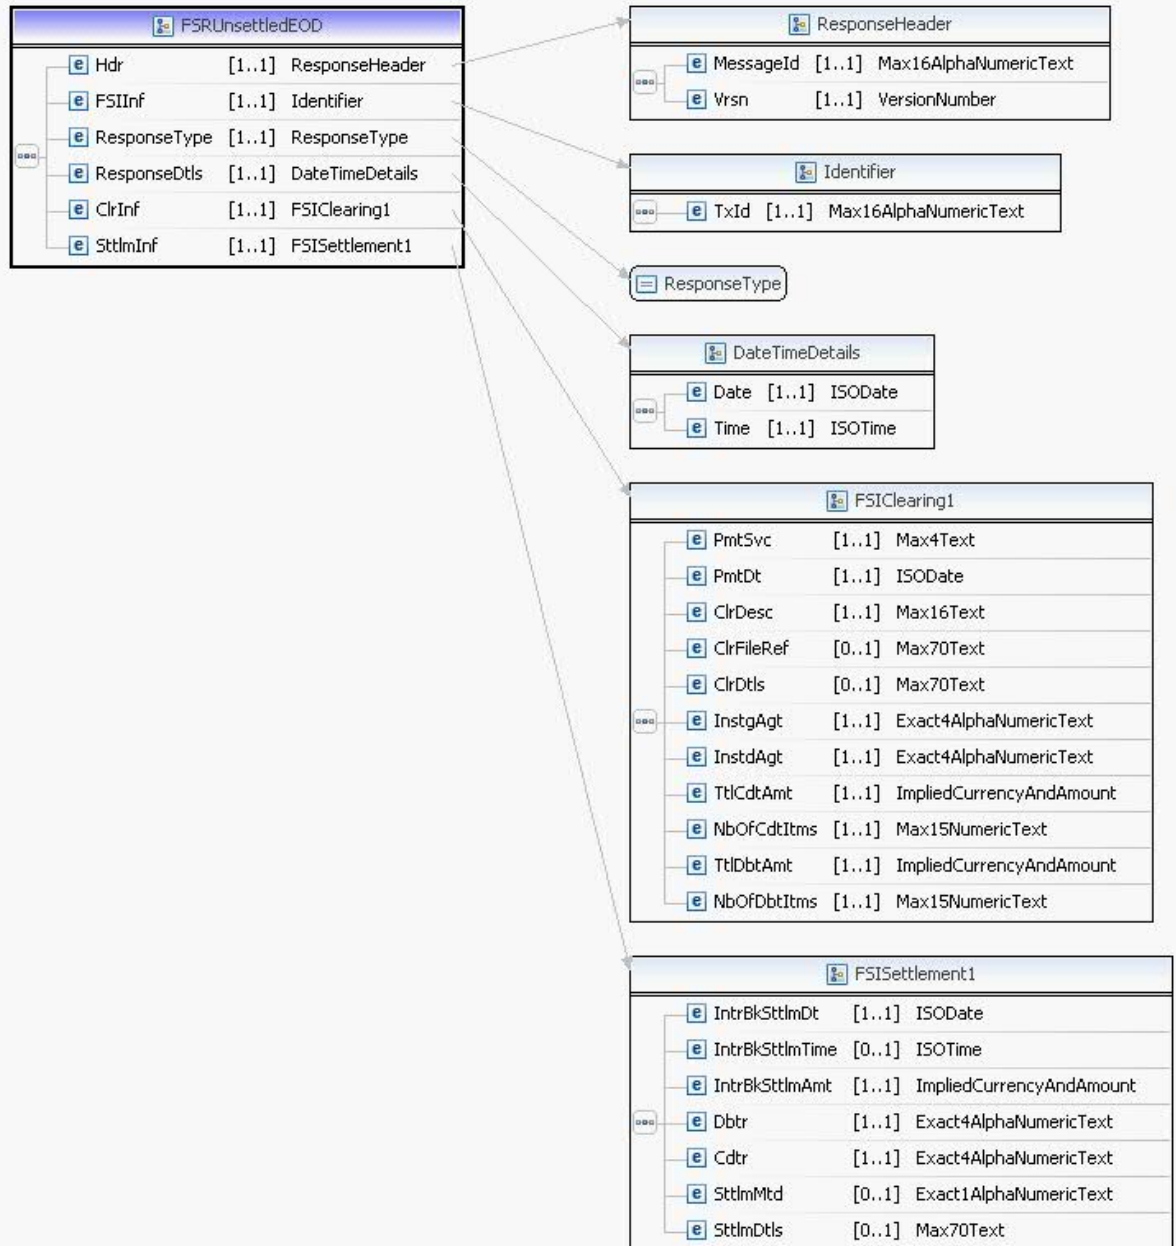 FSRUnsettledEOD
Hdr [1..1] ResponseHeader
FSIInf [1..1] Identifier
ResponseType [1..1] ResponseType
ResponseDtls [1..1] DateTimeDetails
ClrInf [1..1] FSIClearing1
SttlmInf [1..1] FSISettlement1
ResponseHeader
MessageId [1..1] Max16AlphaNumericText
Vrsn [1..1] VersionNumber
Identifier
TxId [1..1] Max16AlphaNumericText
ResponseType
DateTimeDetails
Date [1..1] ISODate
Time [1..1] ISOTime
FSIClearing1
PmtSvc [1..1] Max4Text
PmtDt [1..1] ISODate
ClrDesc [1..1] Max16Text
ClrFileRef [0..1] Max70Text
ClrDtls [0..1] Max70Text
InstgAgt [1..1] Exact4AlphaNumericText
InstdAgt [1..1] Exact4AlphaNumericText
TtlCdtAmt [1..1] ImpliedCurrencyAndAmount
NbOfCdtItms [1..1] Max15NumericText
TtlDbtAmt [1..1] ImpliedCurrencyAndAmount
NbOfDbtItms [1..1] Max15NumericText
FSISettlement1
IntrBkSttlmDt [1..1] ISODate
IntrBkSttlmTime [0..1] ISOTime
IntrBkSttlmAmt [1..1] ImpliedCurrencyAndAmount
Dbtr [1..1] Exact4AlphaNumericText
Cdtr [1..1] Exact4AlphaNumericText
SttlmMtd [0..1] Exact1AlphaNumericText
SttlmDtls [0..1] Max70Text